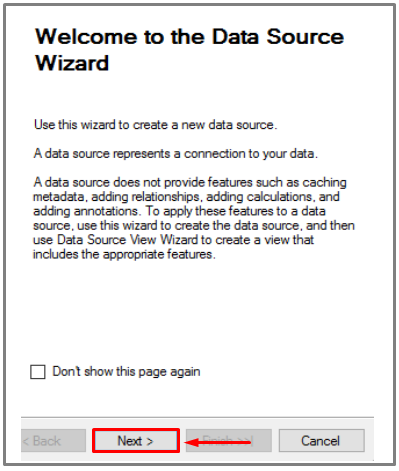 Welcome to the Data Source
Wizard
Use this wizard to create a new data source.
A data source represents a connection to your data.
A data source does not provide features such as caching
metadata, adding relationships, adding calculations, and
adding annotations. To apply these features to a data
source, use this wizard to create the data source, and then
use Data Source View Wizard to create a view that
includes the appropriate features.
Don't show this page again
< Back Next > Finish >>| Cancel